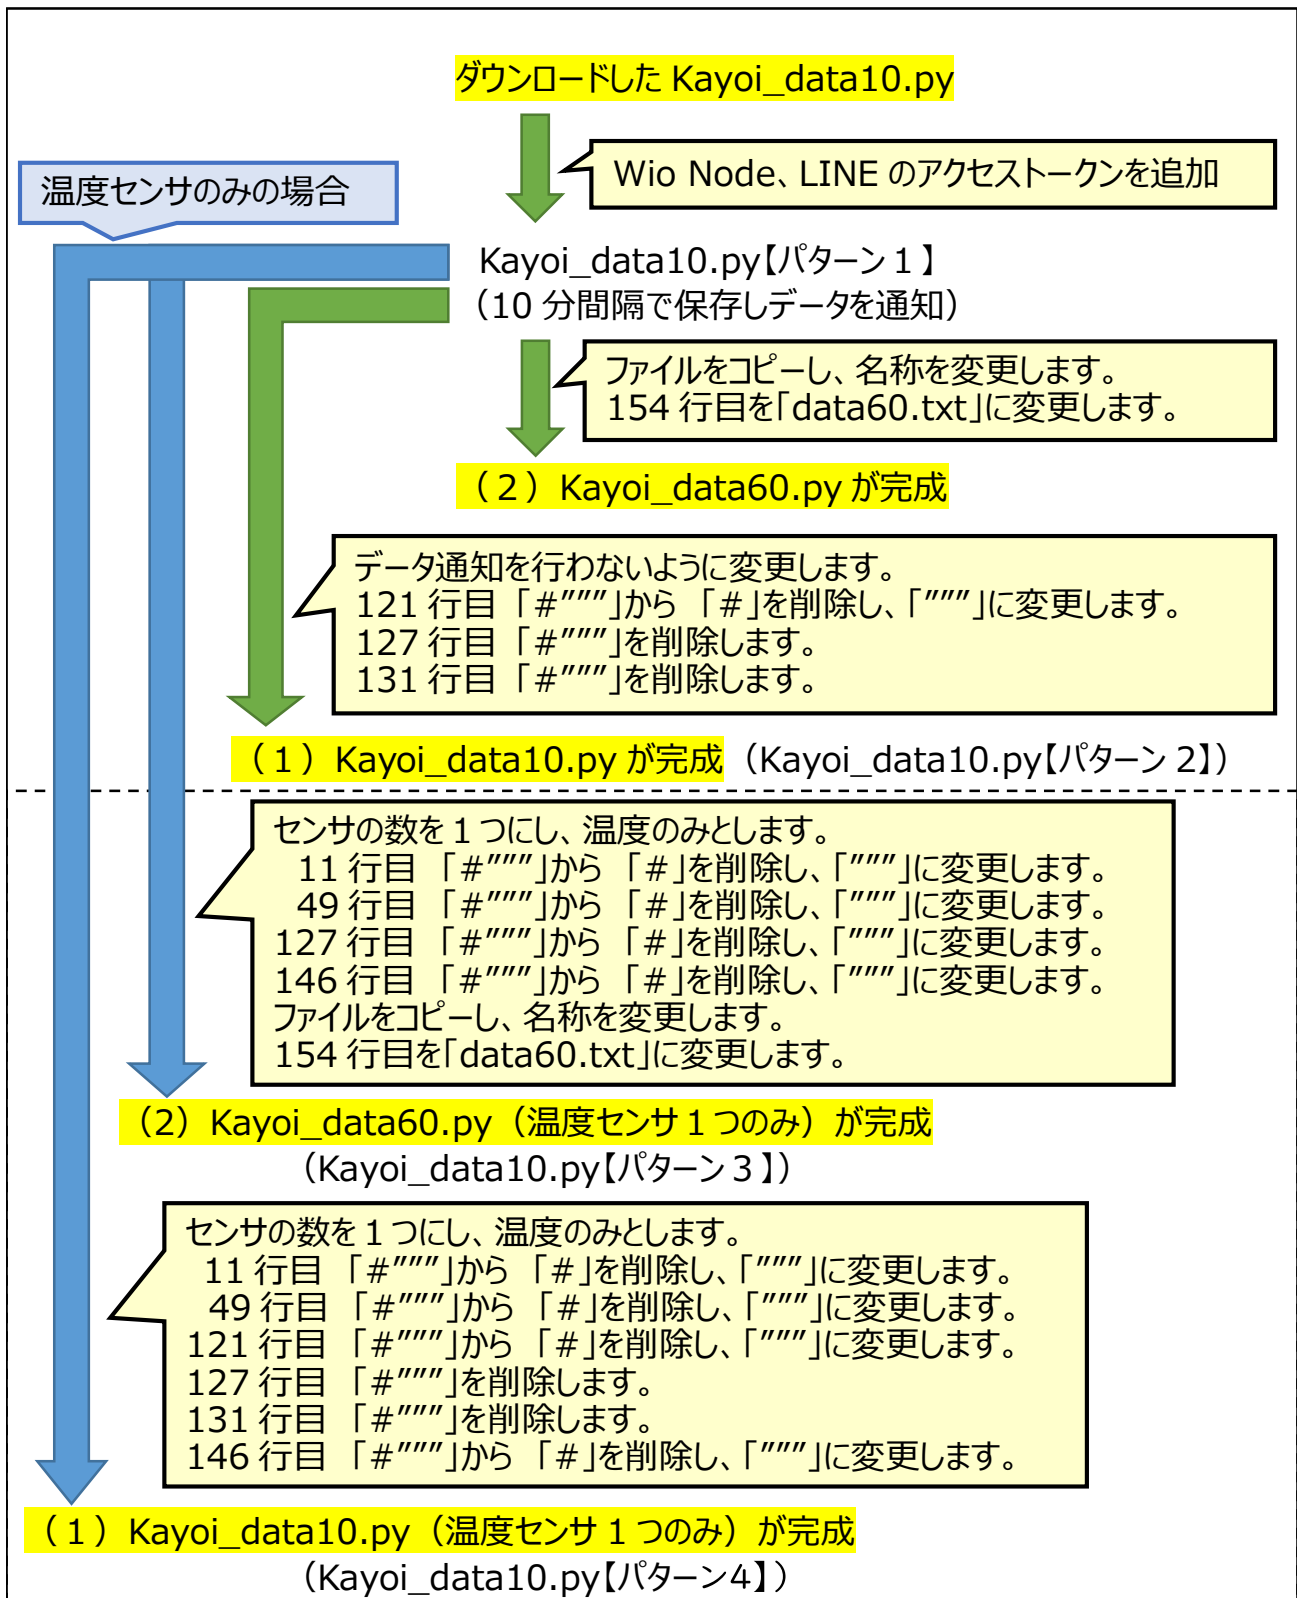 ダウンロードした Kayoi_data10.py
Wio Node、LINE のアクセストークンを追加
温度センサのみの場合
Kayoi_data10.py【パターン１】
（10 分間隔で保存しデータを通知）
ファイルをコピーし、名称を変更します。
154 行目を「data60.txt」に変更します。
（２）Kayoi_data60.py が完成
データ通知を行わないように変更します。
121 行目 「#”””」から 「#」を削除し、「”””」に変更します。
127 行目 「#”””」を削除します。
131 行目 「#”””」を削除します。
（１）Kayoi_data10.py が完成（Kayoi_data10.py【パターン 2】）
センサの数を１つにし、温度のみとします。
11 行目 「#”””」から 「#」を削除し、「”””」に変更します。
49 行目 「#”””」から 「#」を削除し、「”””」に変更します。
127 行目 「#”””」から 「#」を削除し、「”””」に変更します。
146 行目 「#”””」から 「#」を削除し、「”””」に変更します。
ファイルをコピーし、名称を変更します。
154 行目を「data60.txt」に変更します。
（2）Kayoi_data60.py（温度センサ１つのみ）が完成
（Kayoi_data10.py【パターン３】）
センサの数を１つにし、温度のみとします。
11 行目 「#”””」から 「#」を削除し、「”””」に変更します。
49 行目 「#”””」から 「#」を削除し、「”””」に変更します。
121 行目 「#”””」から 「#」を削除し、「”””」に変更します。
127 行目 「#”””」を削除します。
131 行目 「#”””」を削除します。
146 行目 「#”””」から 「#」を削除し、「”””」に変更します。
（１）Kayoi_data10.py（温度センサ１つのみ）が完成
（Kayoi_data10.py【パターン4】）